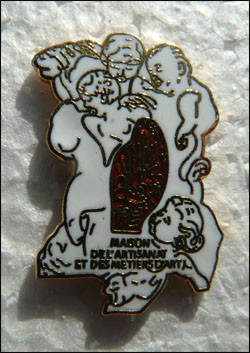 MAISON
DE L'ARTISANAT
ET DES METIERS D'ART